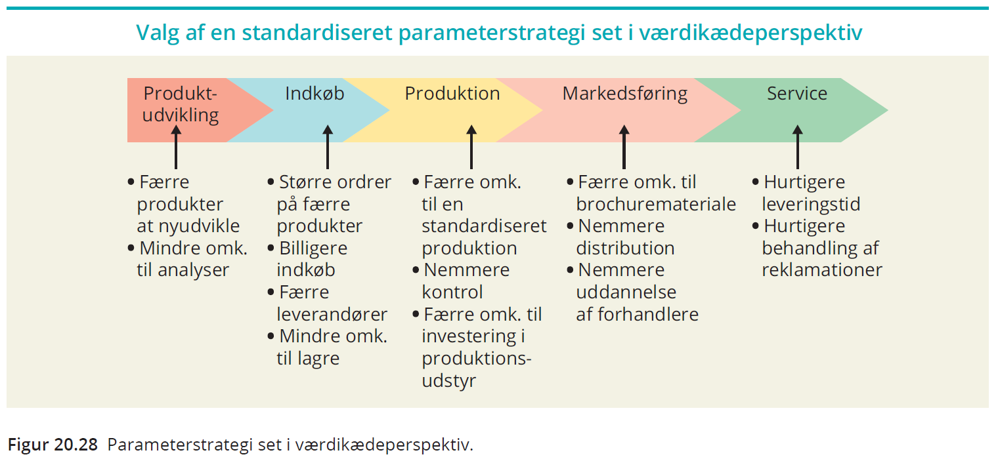 Valg af en standardiseret parameterstrategi set i værdikædeperspektiv
Produkt-
udvikling
Indkøb
Produktion
Markedsføring
Service
• Færre
produkter
at nyudvikle
• Mindre omk.
til analyser
• Større ordrer
på færre
produkter
• Billigere
indkøb
• Færre
leverandører
• Mindre omk.
til lagre
• Færre omk.
til en
standardiseret
produktion
• Nemmere
kontrol
• Færre omk. til
investering i
produktions-
udstyr
• Færre omk. til
brochuremateriale
• Nemmere
distribution
• Nemmere
uddannelse
af forhandlere
• Hurtigere
leveringstid
• Hurtigere
behandling af
reklamationer
Figur 20.28 Parameterstrategi set i værdikædeperspektiv.